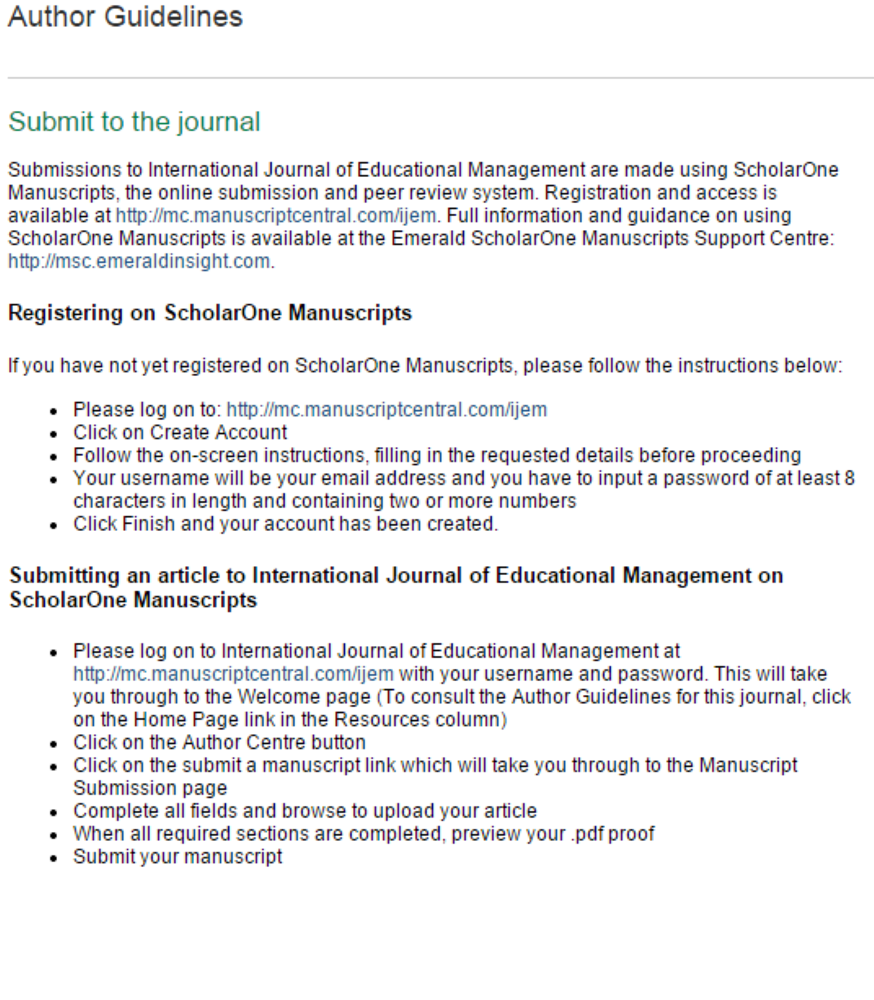 Author Guidelines
Submit to the journal
Submissions to International Journal of Educational Management are made using ScholarOne
Manuscripts, the online submission and peer review system. Registration and access is
available at http://mc.manuscriptcentral.com/ijem. Full information and guidance on using
ScholarOne Manuscripts is available at the Emerald ScholarOne Manuscripts Support Centre:
http://msc.emeraldinsight.com.
Registering on ScholarOne Manuscripts
If you have not yet registered on ScholarOne Manuscripts, please follow the instructions below:
• Please log on to: http://mc.manuscriptcentral.com/ijem
• Click on Create Account
• Follow the on-screen instructions, filling in the requested details before proceeding
• Your username will be your email address and you have to input a password of at least 8
characters in length and containing two or more numbers
• Click Finish and your account has been created.
Submitting an article to International Journal of Educational Management on
ScholarOne Manuscripts
• Please log on to International Journal of Educational Management at
http://mc.manuscriptcentral.com/ijem with your username and password. This will take
you through to the Welcome page (To consult the Author Guidelines for this journal, click
on the Home Page link in the Resources column)
• Click on the Author Centre button
• Click on the submit a manuscript link which will take you through to the Manuscript
Submission page
• Complete all fields and browse to upload your article
• When all required sections are completed, preview your .pdf proof
• Submit your manuscript